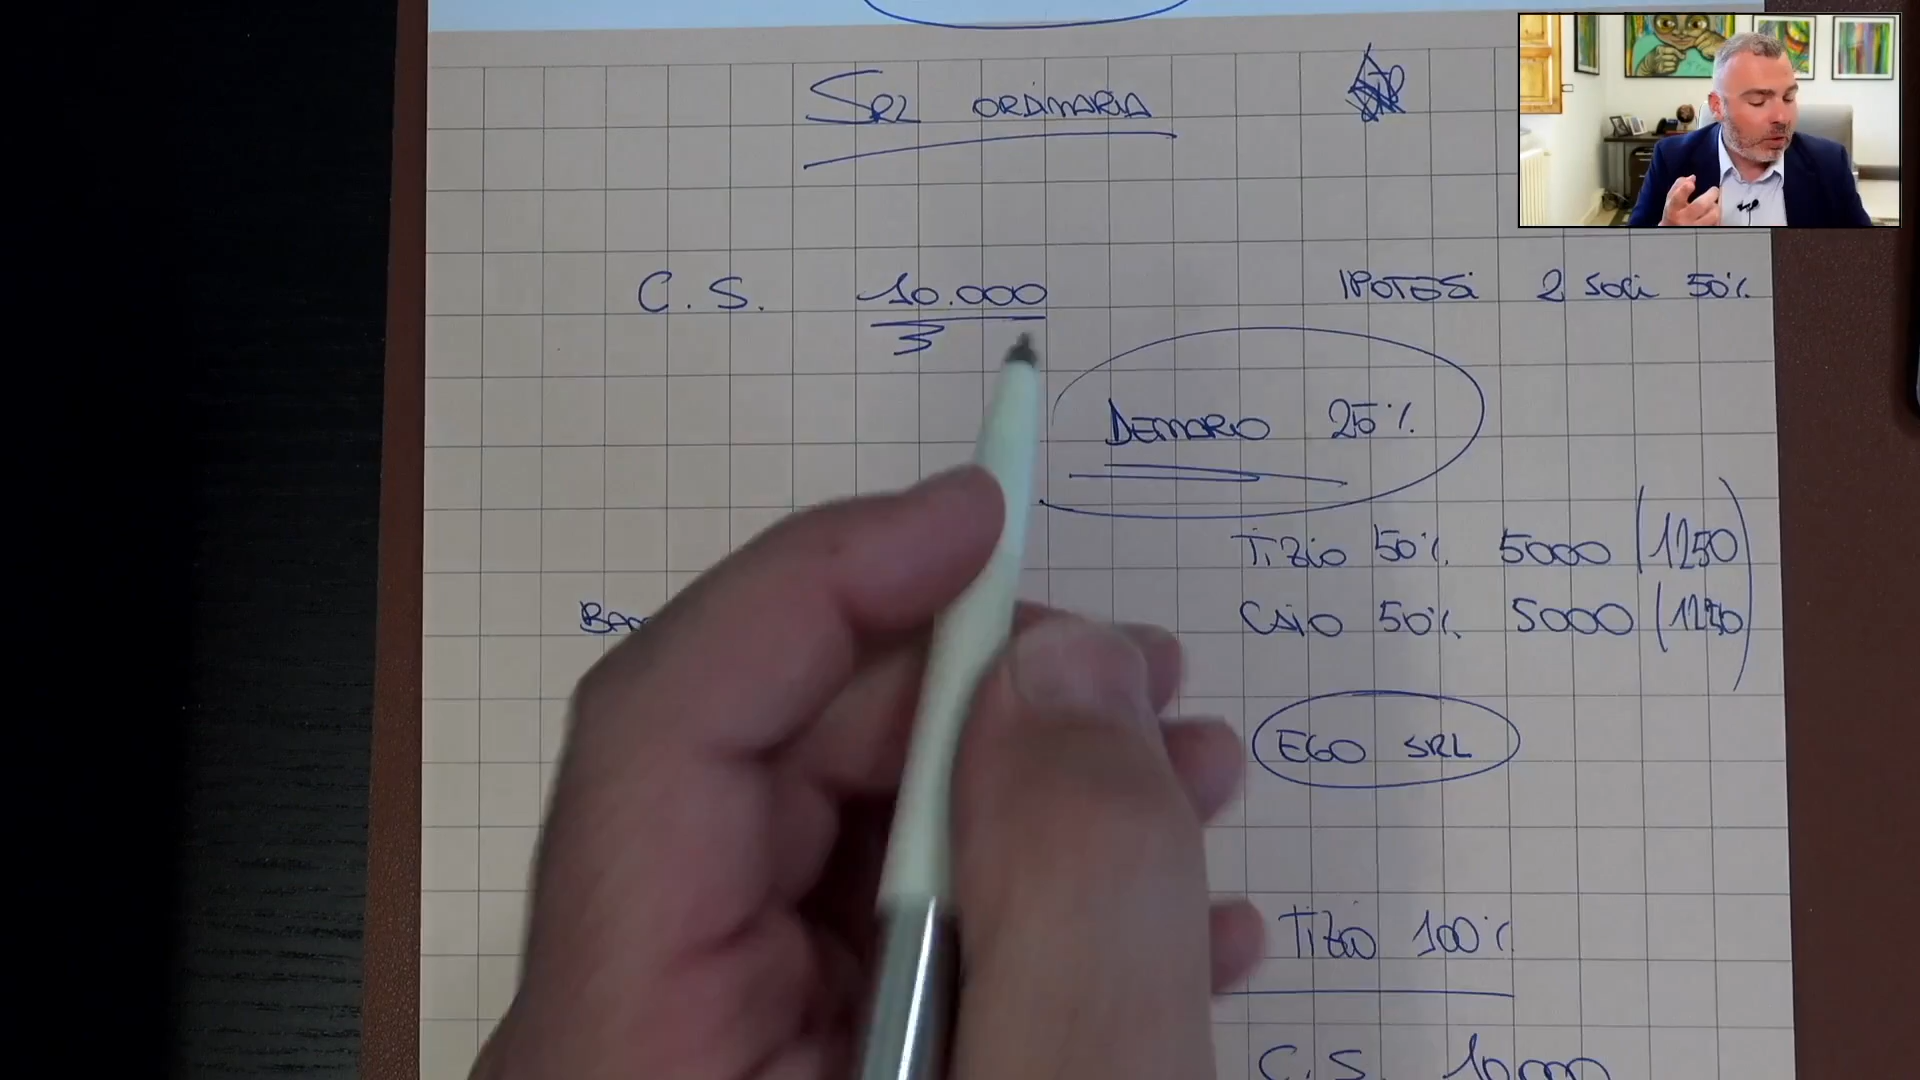 SRL ORDINARIA
C.S. 10.000
IPOTESI 2 SOCI 50%
DENARO 25%
TIZIO 50% 5000 (1250)
CAIO 50% 5000 (1250)
EGO SRL
TIZIO 100%
C.S. 10000